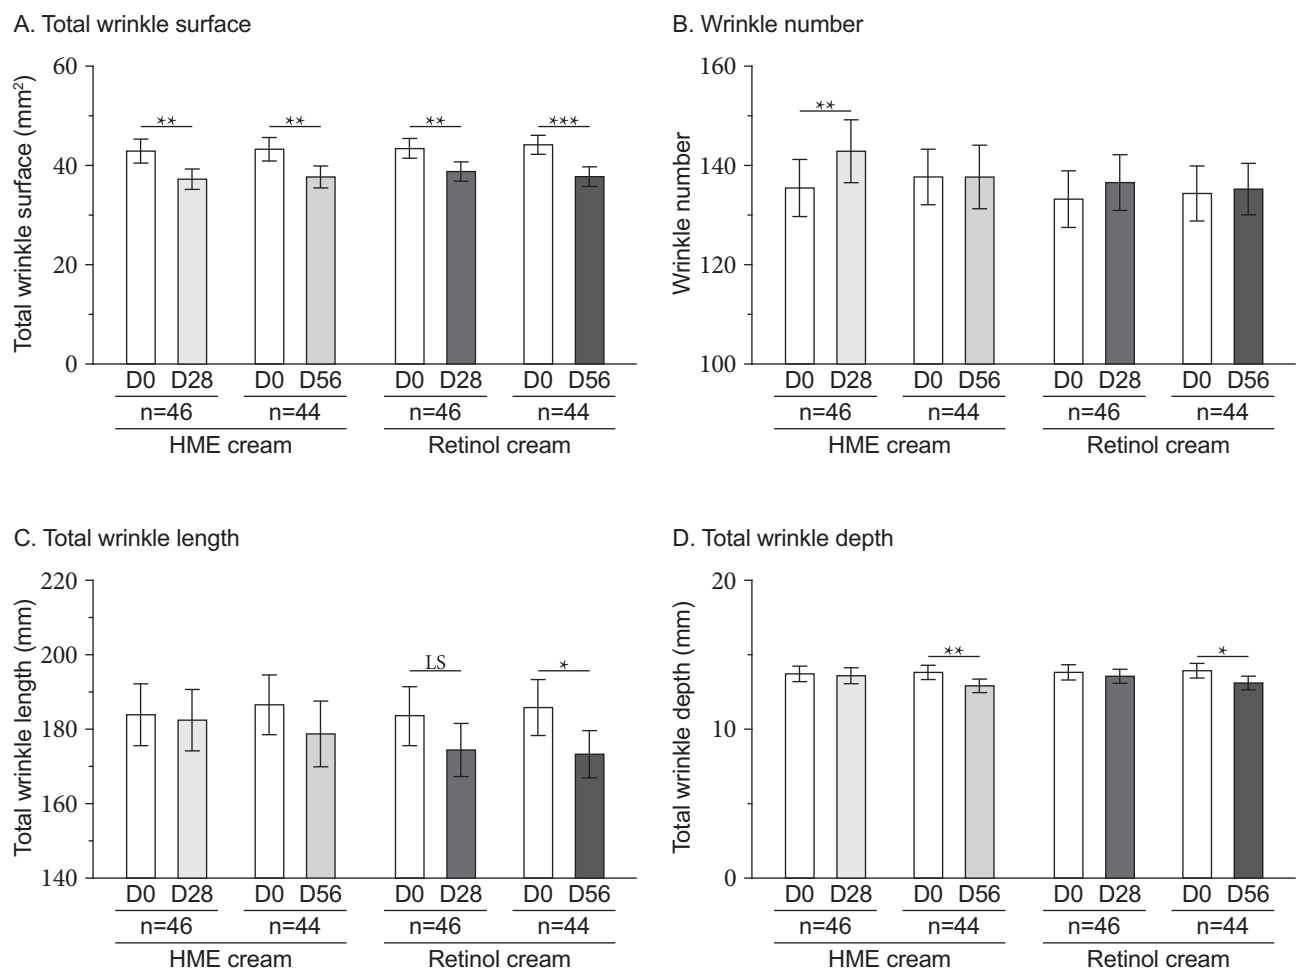 A. Total wrinkle surface
Total wrinkle surface (mm²)
60
40
20
0
** ** ** ***
D0 D28 D0 D56 D0 D28 D0 D56
n=46 n=44 n=46 n=44
HME cream Retinol cream
B. Wrinkle number
Wrinkle number
160
140
120
100
**
D0 D28 D0 D56 D0 D28 D0 D56
n=46 n=44 n=46 n=44
HME cream Retinol cream
C. Total wrinkle length
Total wrinkle length (mm)
220
200
180
160
140
LS *
D0 D28 D0 D56 D0 D28 D0 D56
n=46 n=44 n=46 n=44
HME cream Retinol cream
D. Total wrinkle depth
Total wrinkle depth (mm)
20
10
0
** *
D0 D28 D0 D56 D0 D28 D0 D56
n=46 n=44 n=46 n=44
HME cream Retinol cream